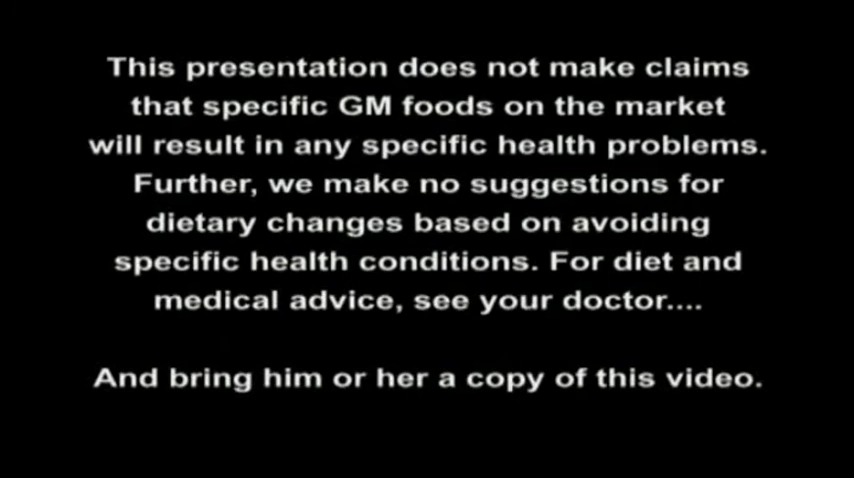 This presentation does not make claims
that specific GM foods on the market
will result in any specific health problems.
Further, we make no suggestions for
dietary changes based on avoiding
specific health conditions. For diet and
medical advice, see your doctor....
And bring him or her a copy of this video.